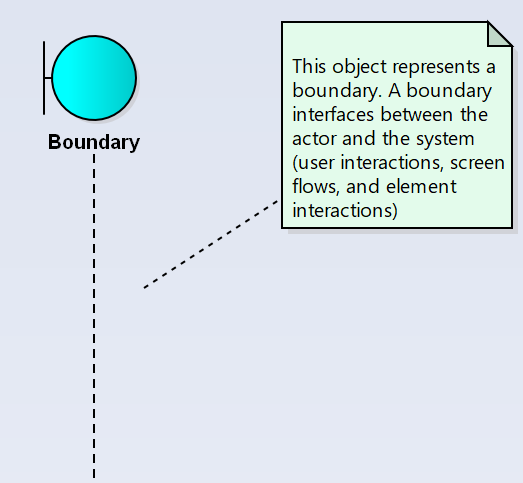 Boundary
This object represents a
boundary. A boundary
interfaces between the
actor and the system
(user interactions, screen
flows, and element
interactions)